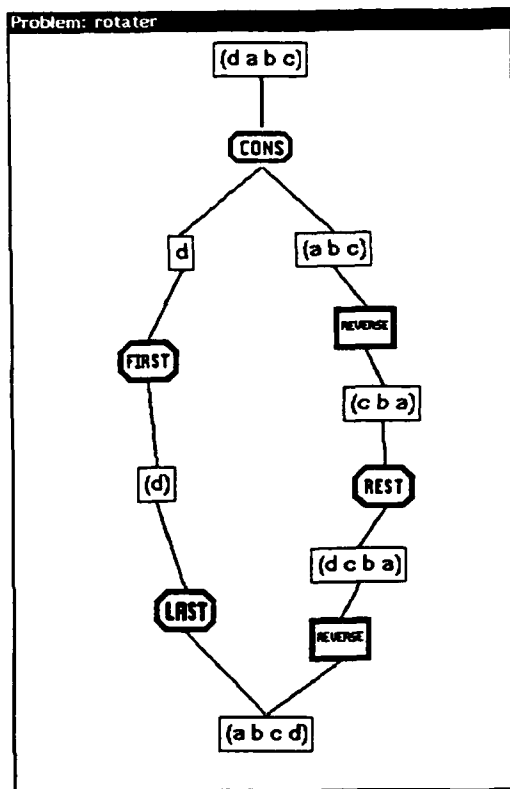 Problem: rotater
(d a b c)
CONS
d
(a b c)
REVERSE
FIRST
(c b a)
(d)
REST
(d c b a)
LAST
REVERSE
(a b c d)